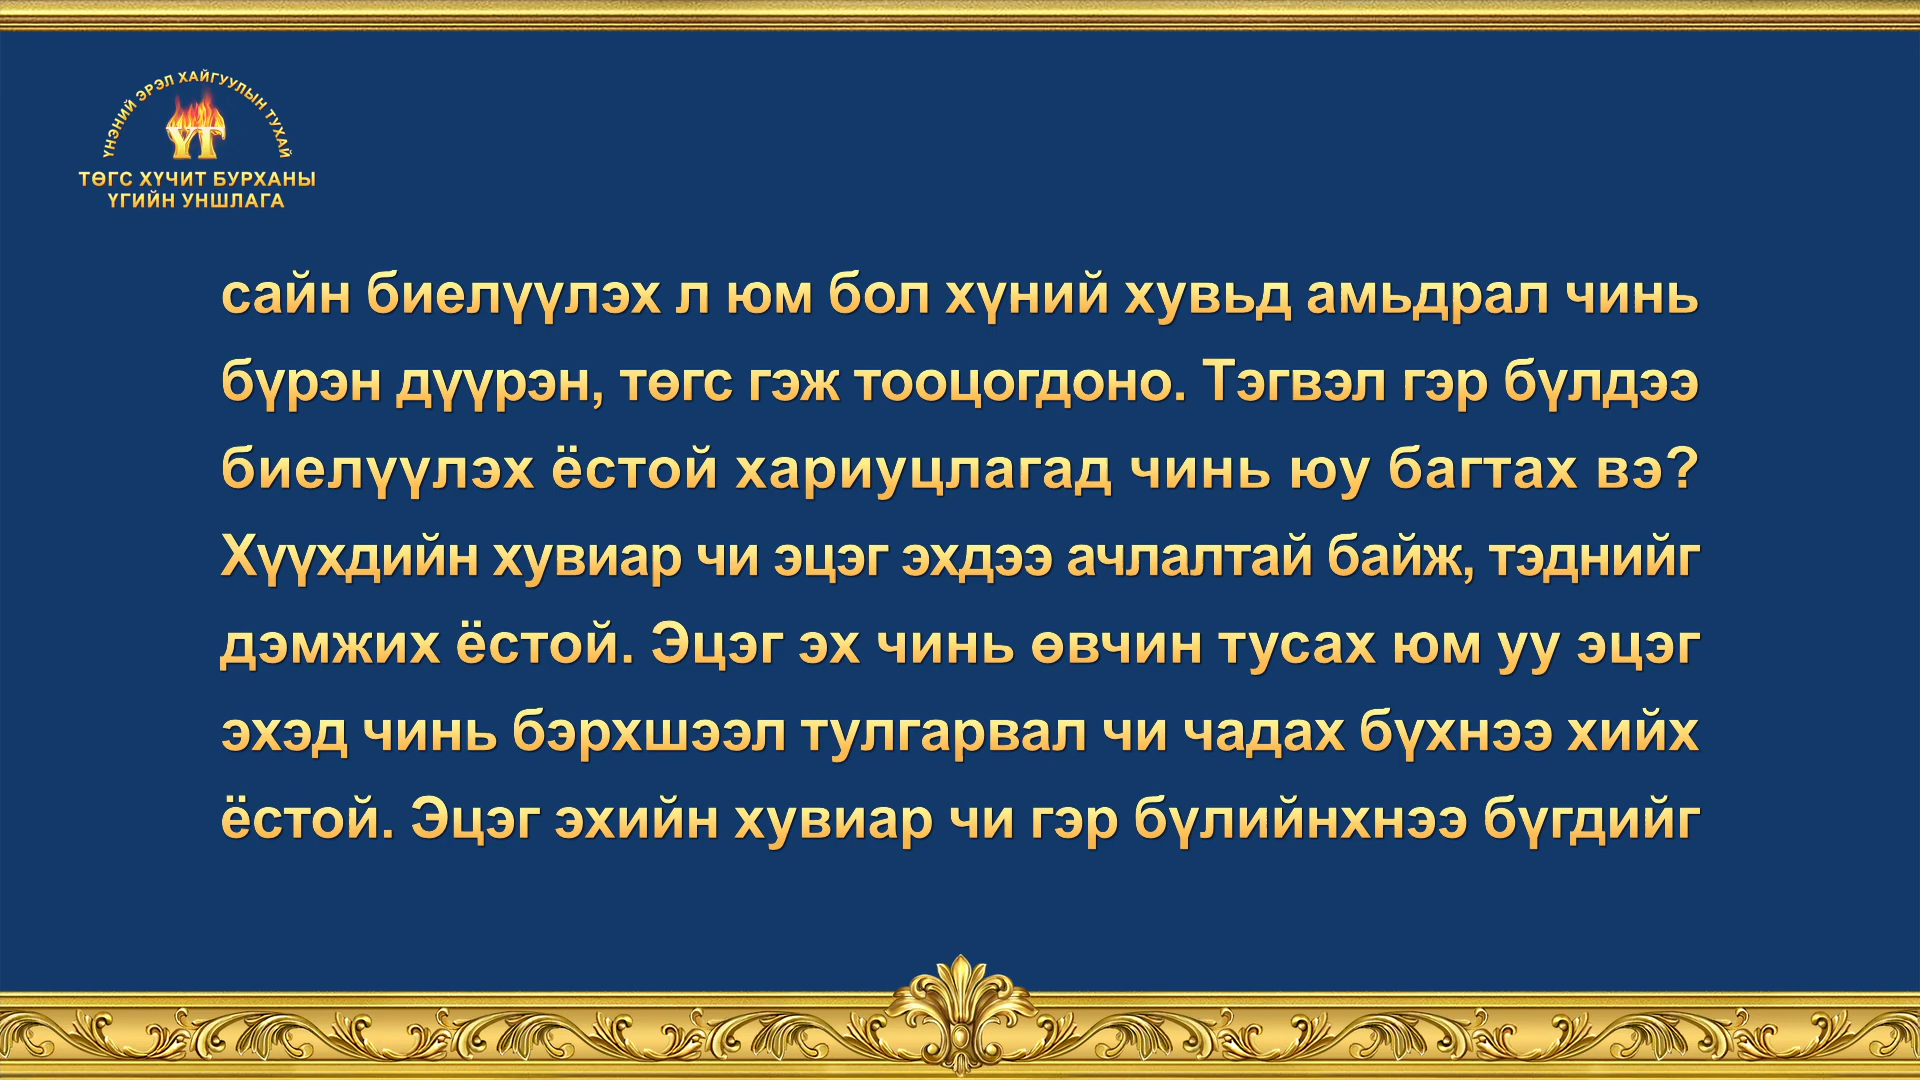 ҮНЭНИЙ ЭРЭЛ ХАЙГУУЛЫН ТУХАЙ
ҮГ
ТӨГС ХҮЧИТ БУРХАНЫ
ҮГИЙН УНШЛАГА
сайн биелүүлэх л юм бол хүний хувьд амьдрал чинь
бүрэн дүүрэн, төгс гэж тооцогдоно. Тэгвэл гэр бүлдээ
биелүүлэх ёстой хариуцлагад чинь юу багтах вэ?
Хүүхдийн хувиар чи эцэг эхдээ ачлалтай байж, тэднийг
дэмжих ёстой. Эцэг эх чинь өвчин тусах юм уу эцэг
эхэд чинь бэрхшээл тулгарвал чи чадах бүхнээ хийх
ёстой. Эцэг эхийн хувиар чи гэр бүлийнхнээ бүгдийг